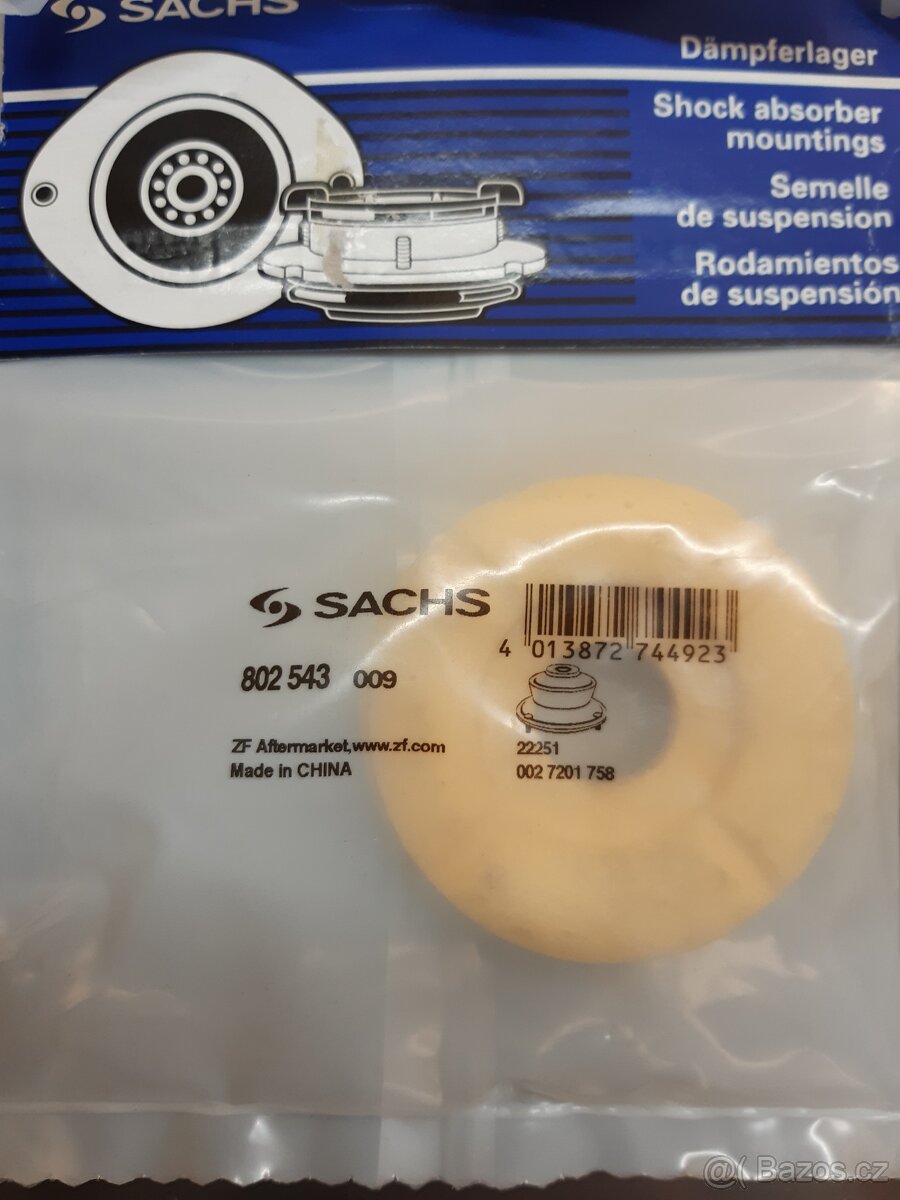 SACHS
Dämpferlager
Shock absorber
mountings
Semelle
de suspension
Rodamientos
de suspensión
SACHS
4 013872 744923
802 543 009
ZF Aftermarket,www.zf.com
Made in CHINA
22251
002 7201 758
@( Bazos.cz